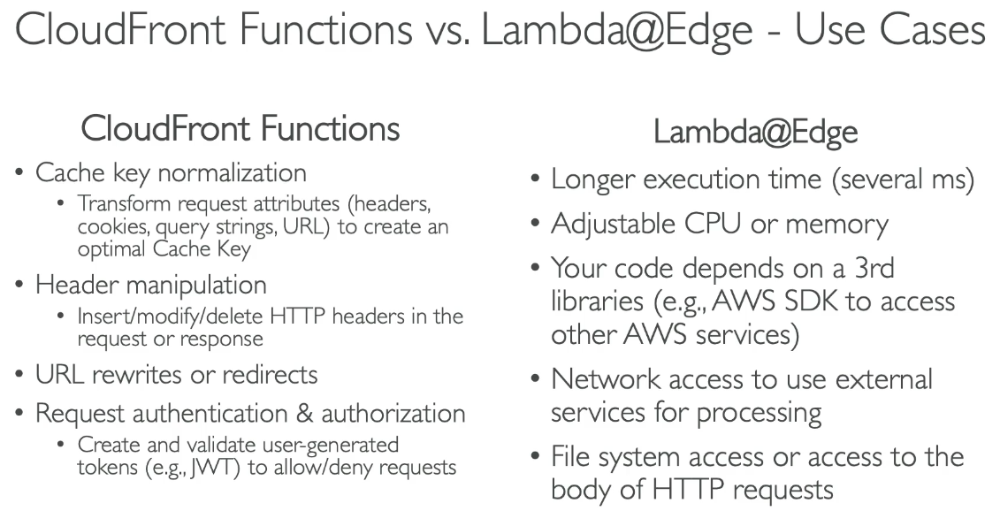 CloudFront Functions vs. Lambda@Edge - Use Cases
CloudFront Functions
• Cache key normalization
• Transform request attributes (headers,
cookies, query strings, URL) to create an
optimal Cache Key
• Header manipulation
• Insert/modify/delete HTTP headers in the
request or response
• URL rewrites or redirects
• Request authentication & authorization
• Create and validate user-generated
tokens (e.g., JWT) to allow/deny requests
Lambda@Edge
• Longer execution time (several ms)
• Adjustable CPU or memory
• Your code depends on a 3rd
libraries (e.g., AWS SDK to access
other AWS services)
• Network access to use external
services for processing
• File system access or access to the
body of HTTP requests